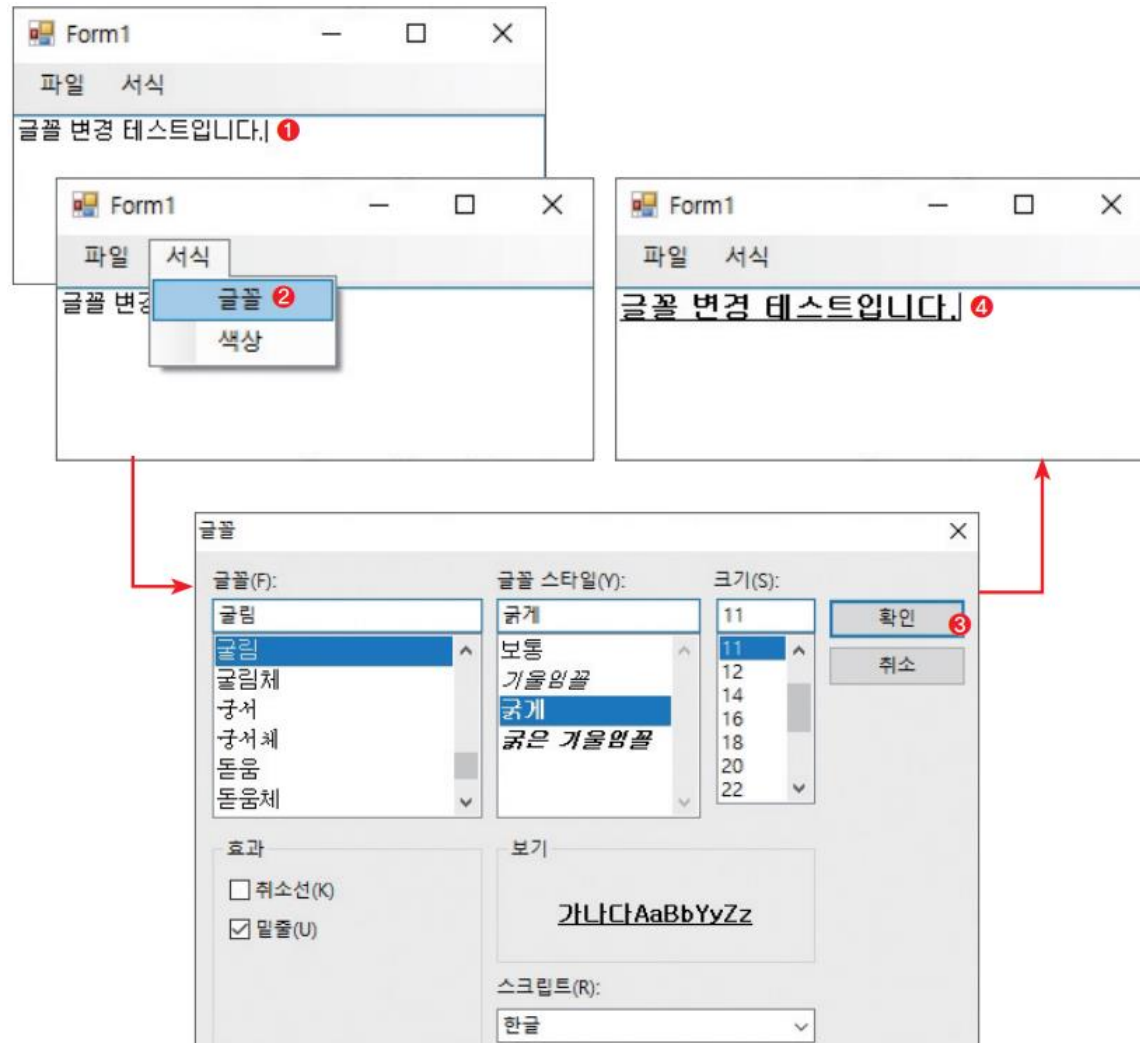 Form1
파일 서식
글꼴 변경 테스트입니다. ❶
Form1
파일 서식
글꼴 변경
글꼴 ❷
색상
Form1
파일 서식
글꼴 변경 테스트입니다. ❹
글꼴
글꼴(F): 글꼴 스타일(Y): 크기(S):
굴림 굵게 11 확인 ❸
굴림 보통 11 취소
굴림체 기울임꼴 12
궁서 굵게 14
궁서체 굵은 기울임꼴 16
돋움 18
돋움체 20
22
효과 보기
취소선(K)
밑줄(U)
가나다AaBbYyZz
스크립트(R):
한글